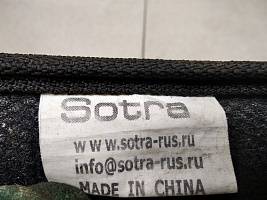 Sotra
www.sotra-rus.ru
info@sotra-rus.ru
MADE IN CHINA